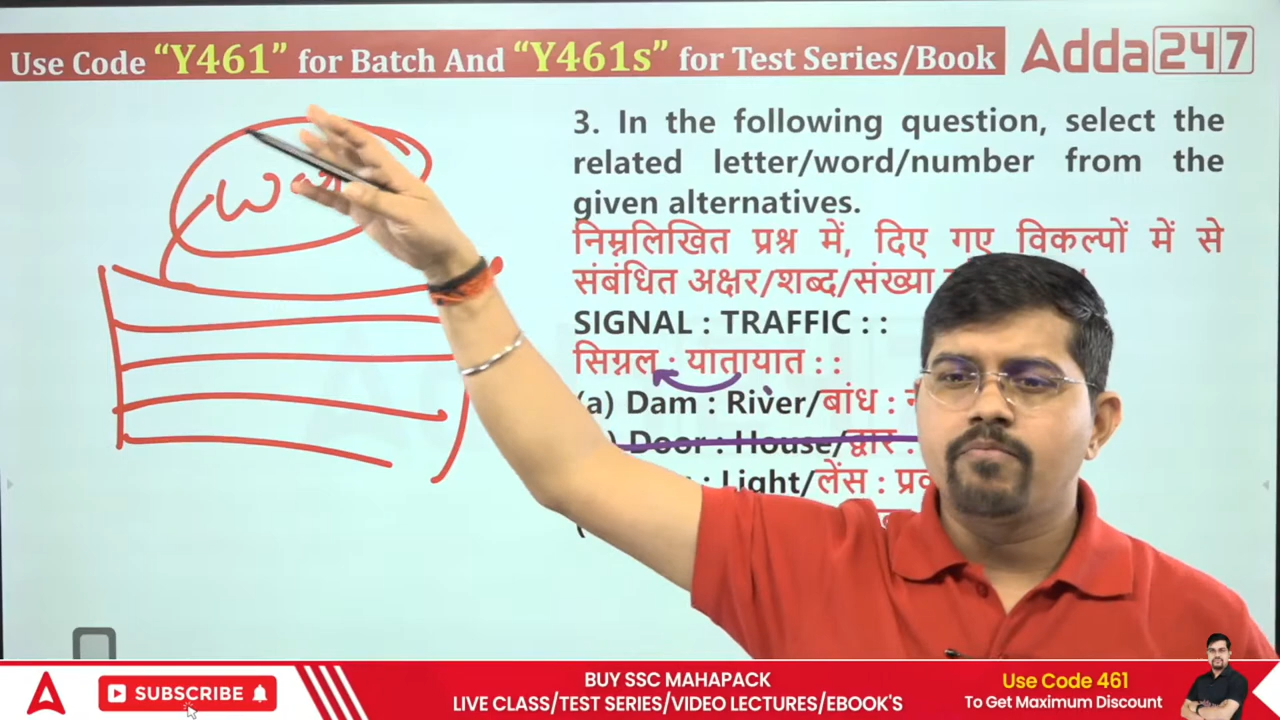 Use Code “Y461” for Batch And “Y461s” for Test Series/Book
Adda 247
3. In the following question, select the
related letter/word/number from the
given alternatives.
निम्नलिखित प्रश्न में, दिए गए विकल्पों में से
संबंधित अक्षर/शब्द/संख्या
SIGNAL : TRAFFIC : :
सिग्नल : यातायात : :
(a) Dam : River/बांध :
) Door : House/द्वार :
: Light/लेंस :
SUBSCRIBE
BUY SSC MAHAPACK
LIVE CLASS/TEST SERIES/VIDEO LECTURES/EBOOK'S
Use Code 461
To Get Maximum Discount